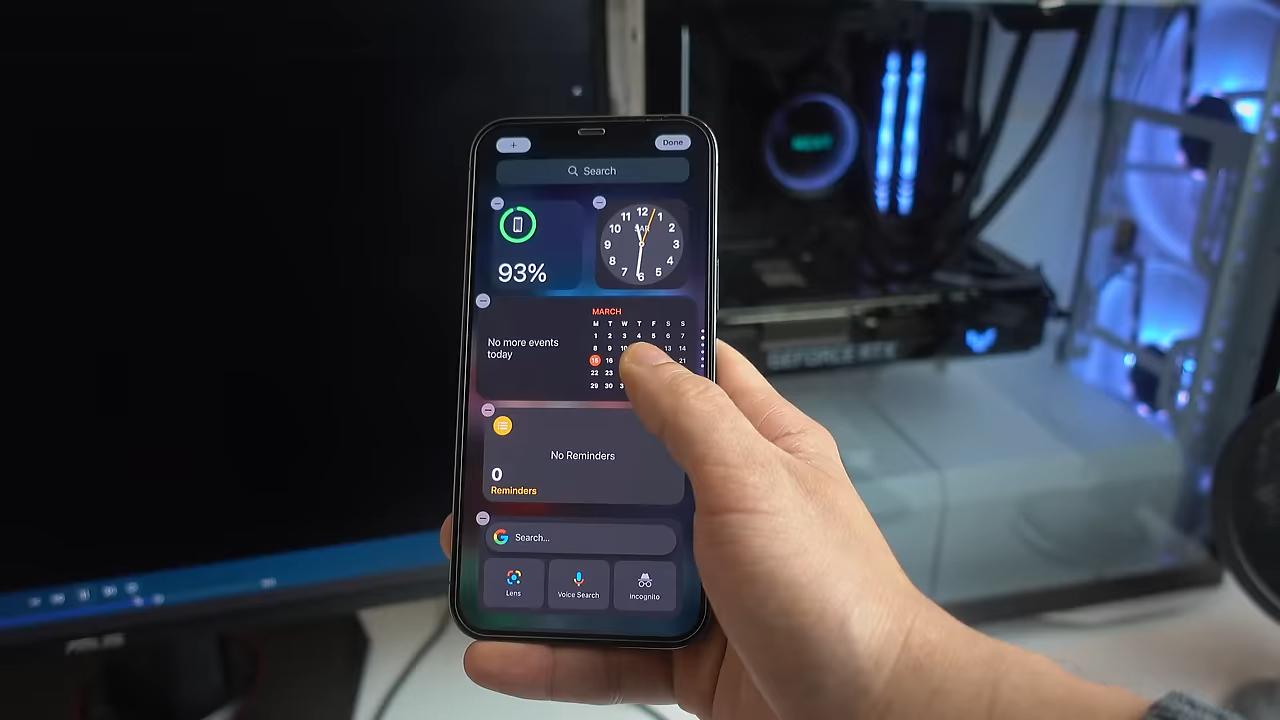 + Done
Search
93%
12 1 2 3 4 5 6 7 8 9 10 11
MARCH
M T W T F S S
1 2 3 4 5 6 7
8 9 10 13 14
15 16 21
22 23
29 30
No more events
today
No Reminders
0
Reminders
Search...
Lens Voice Search Incognito
GEFORCE RTX
ASUS